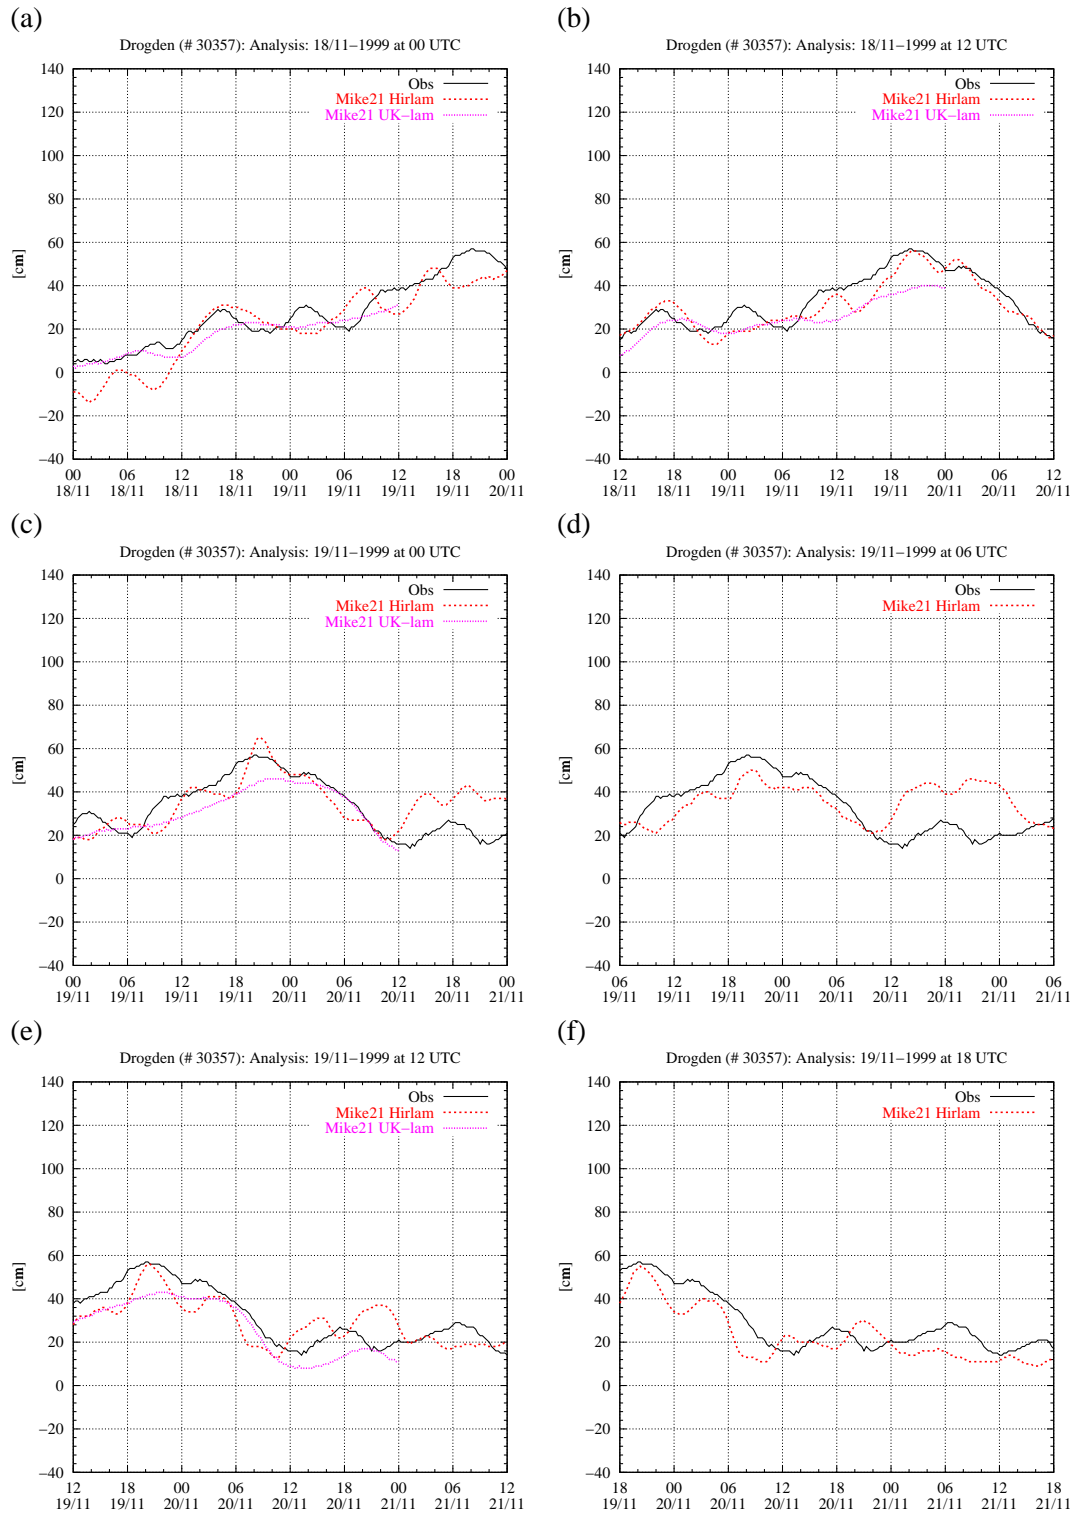 (a)
Drogden (# 30357): Analysis: 18/11−1999 at 00 UTC
140
120
100
80
60
40
20
0
−20
−40
[cm]
Obs
Mike21 Hirlam
Mike21 UK−lam
00 06 12 18 00 06 12 18 00
18/11 18/11 18/11 18/11 19/11 19/11 19/11 19/11 20/11
(b)
Drogden (# 30357): Analysis: 18/11−1999 at 12 UTC
140
120
100
80
60
40
20
0
−20
−40
[cm]
Obs
Mike21 Hirlam
Mike21 UK−lam
12 18 00 06 12 18 00 06 12
18/11 18/11 19/11 19/11 19/11 19/11 20/11 20/11 20/11
(c)
Drogden (# 30357): Analysis: 19/11−1999 at 00 UTC
140
120
100
80
60
40
20
0
−20
−40
[cm]
Obs
Mike21 Hirlam
Mike21 UK−lam
00 06 12 18 00 06 12 18 00
19/11 19/11 19/11 19/11 20/11 20/11 20/11 20/11 21/11
(d)
Drogden (# 30357): Analysis: 19/11−1999 at 06 UTC
140
120
100
80
60
40
20
0
−20
−40
[cm]
Obs
Mike21 Hirlam
06 12 18 00 06 12 18 00 06
19/11 19/11 19/11 20/11 20/11 20/11 20/11 21/11 21/11
(e)
Drogden (# 30357): Analysis: 19/11−1999 at 12 UTC
140
120
100
80
60
40
20
0
−20
−40
[cm]
Obs
Mike21 Hirlam
Mike21 UK−lam
12 18 00 06 12 18 00 06 12
19/11 19/11 20/11 20/11 20/11 20/11 21/11 21/11 21/11
(f)
Drogden (# 30357): Analysis: 19/11−1999 at 18 UTC
140
120
100
80
60
40
20
0
−20
−40
[cm]
Obs
Mike21 Hirlam
18 00 06 12 18 00 06 12 18
19/11 20/11 20/11 20/11 20/11 21/11 21/11 21/11 21/11